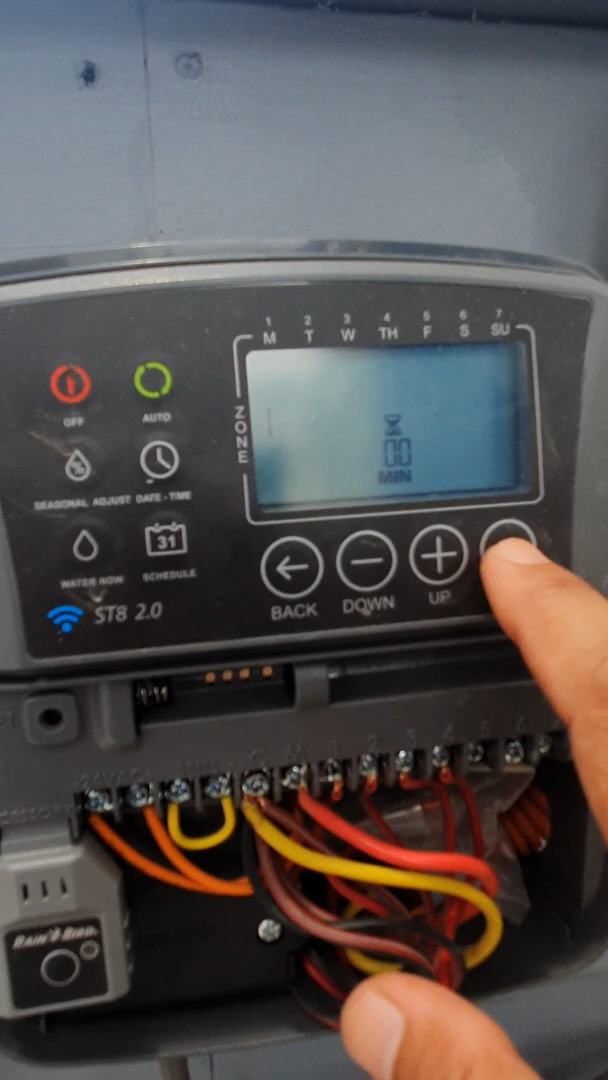 1 2 3 4 5 6 7
M T W TH F S SU
ZONE
OFF
AUTO
SEASONAL ADJUST
DATE - TIME
31
WATER NOW
SCHEDULE
00
MIN
BACK
DOWN
UP
ST8 2.0
24VAC
C M 1 2 3 4 5 6
RAIN BIRD